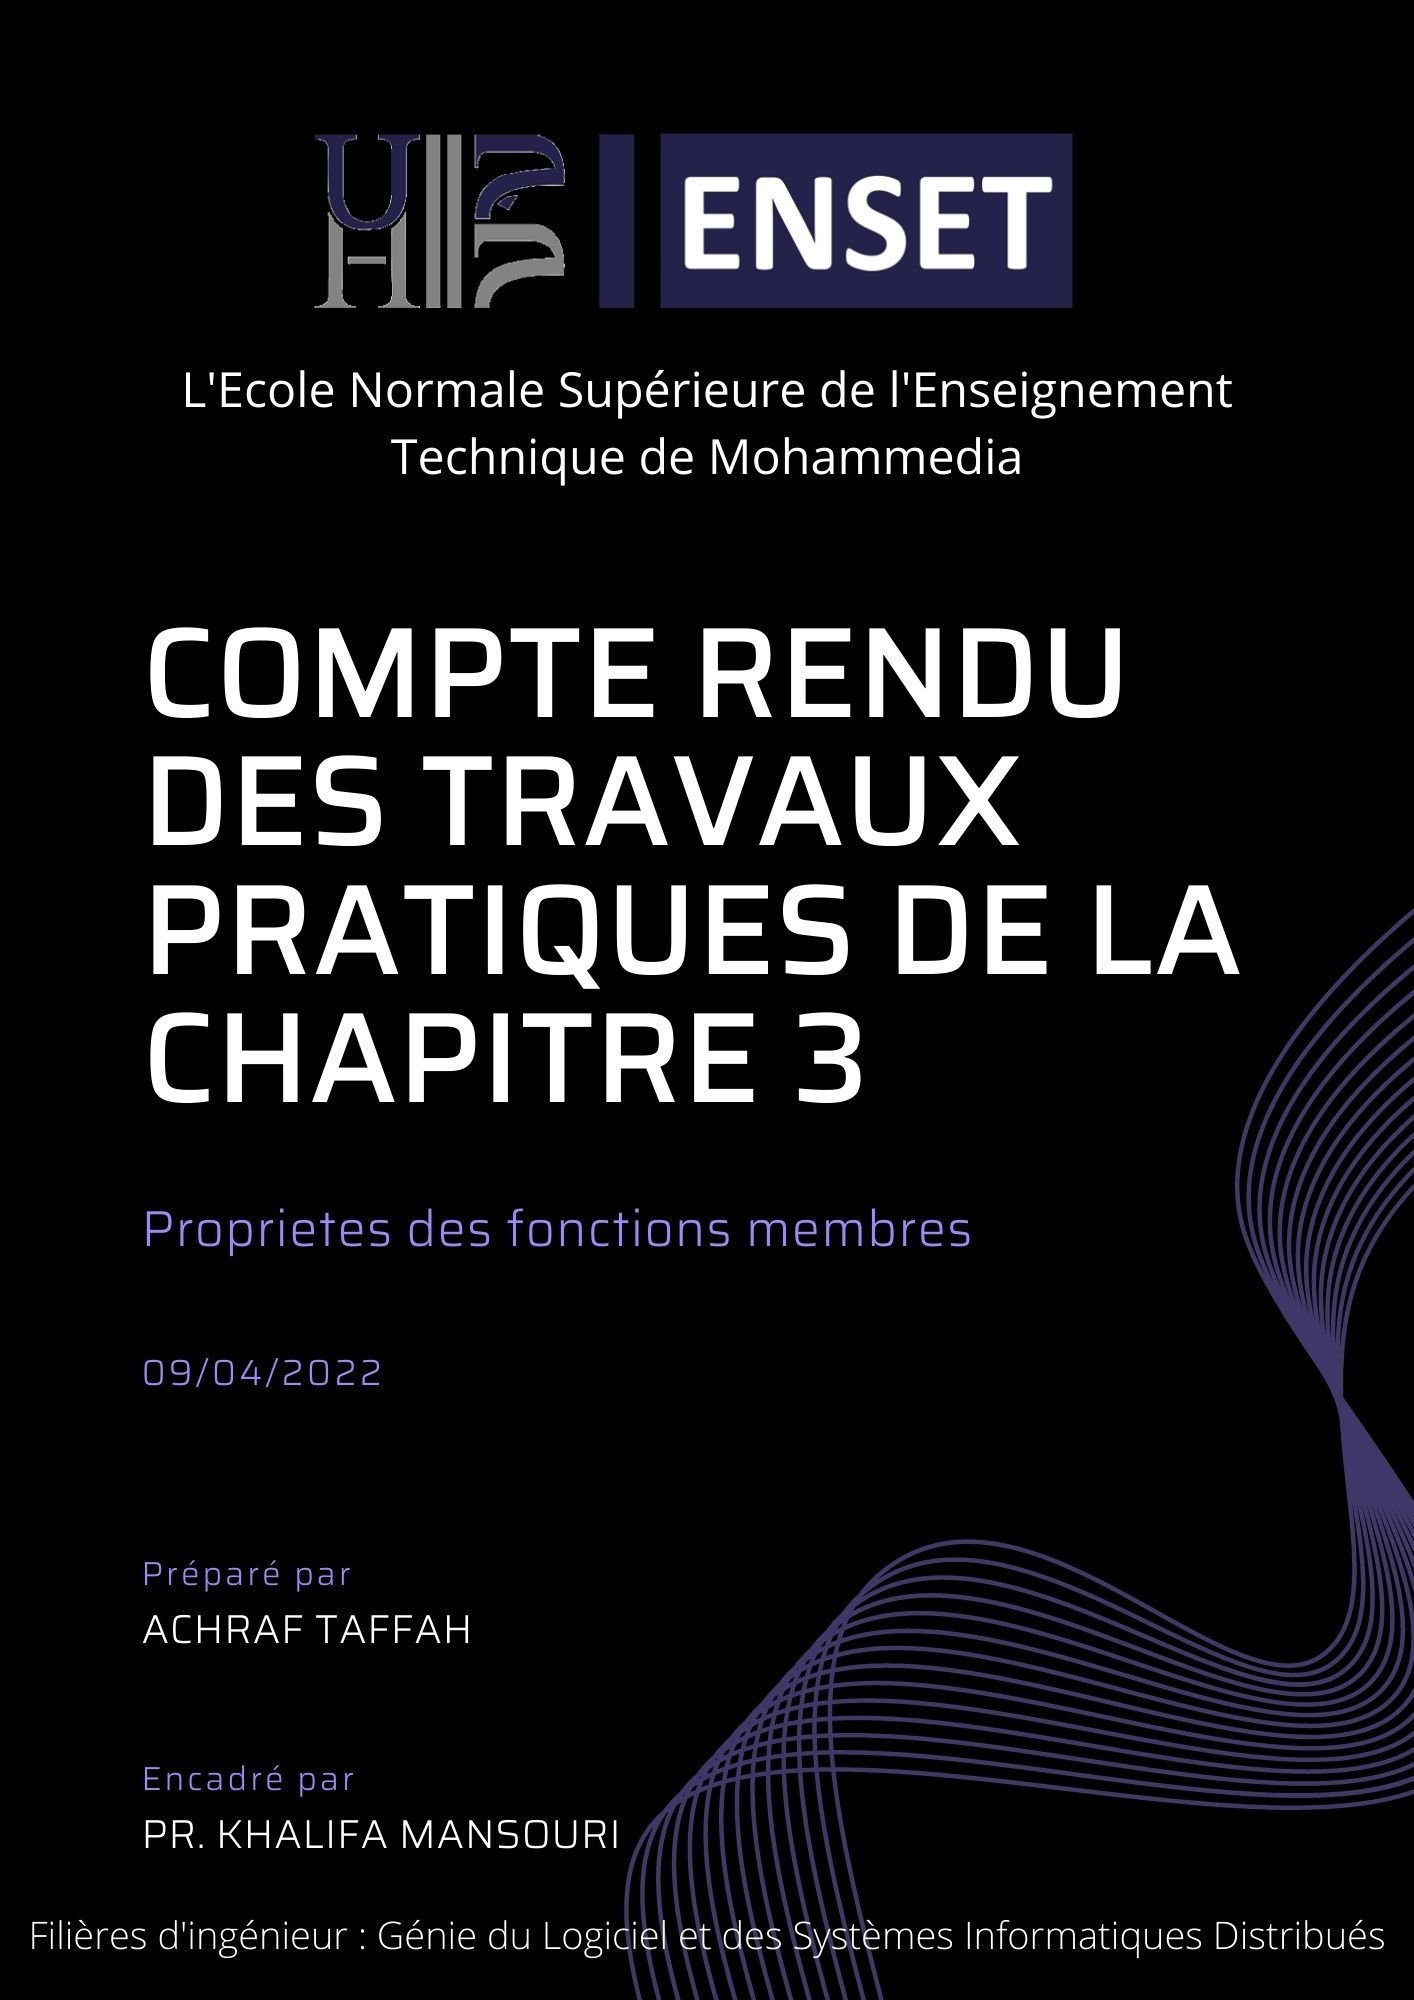 UH2C ENSET
L'Ecole Normale Supérieure de l'Enseignement
Technique de Mohammedia
COMPTE RENDU
DES TRAVAUX
PRATIQUES DE LA
CHAPITRE 3
Proprietes des fonctions membres
09/04/2022
Préparé par
ACHRAF TAFFAH
Encadré par
PR. KHALIFA MANSOURI
Filières d'ingénieur : Génie du Logiciel et des Systèmes Informatiques Distribués